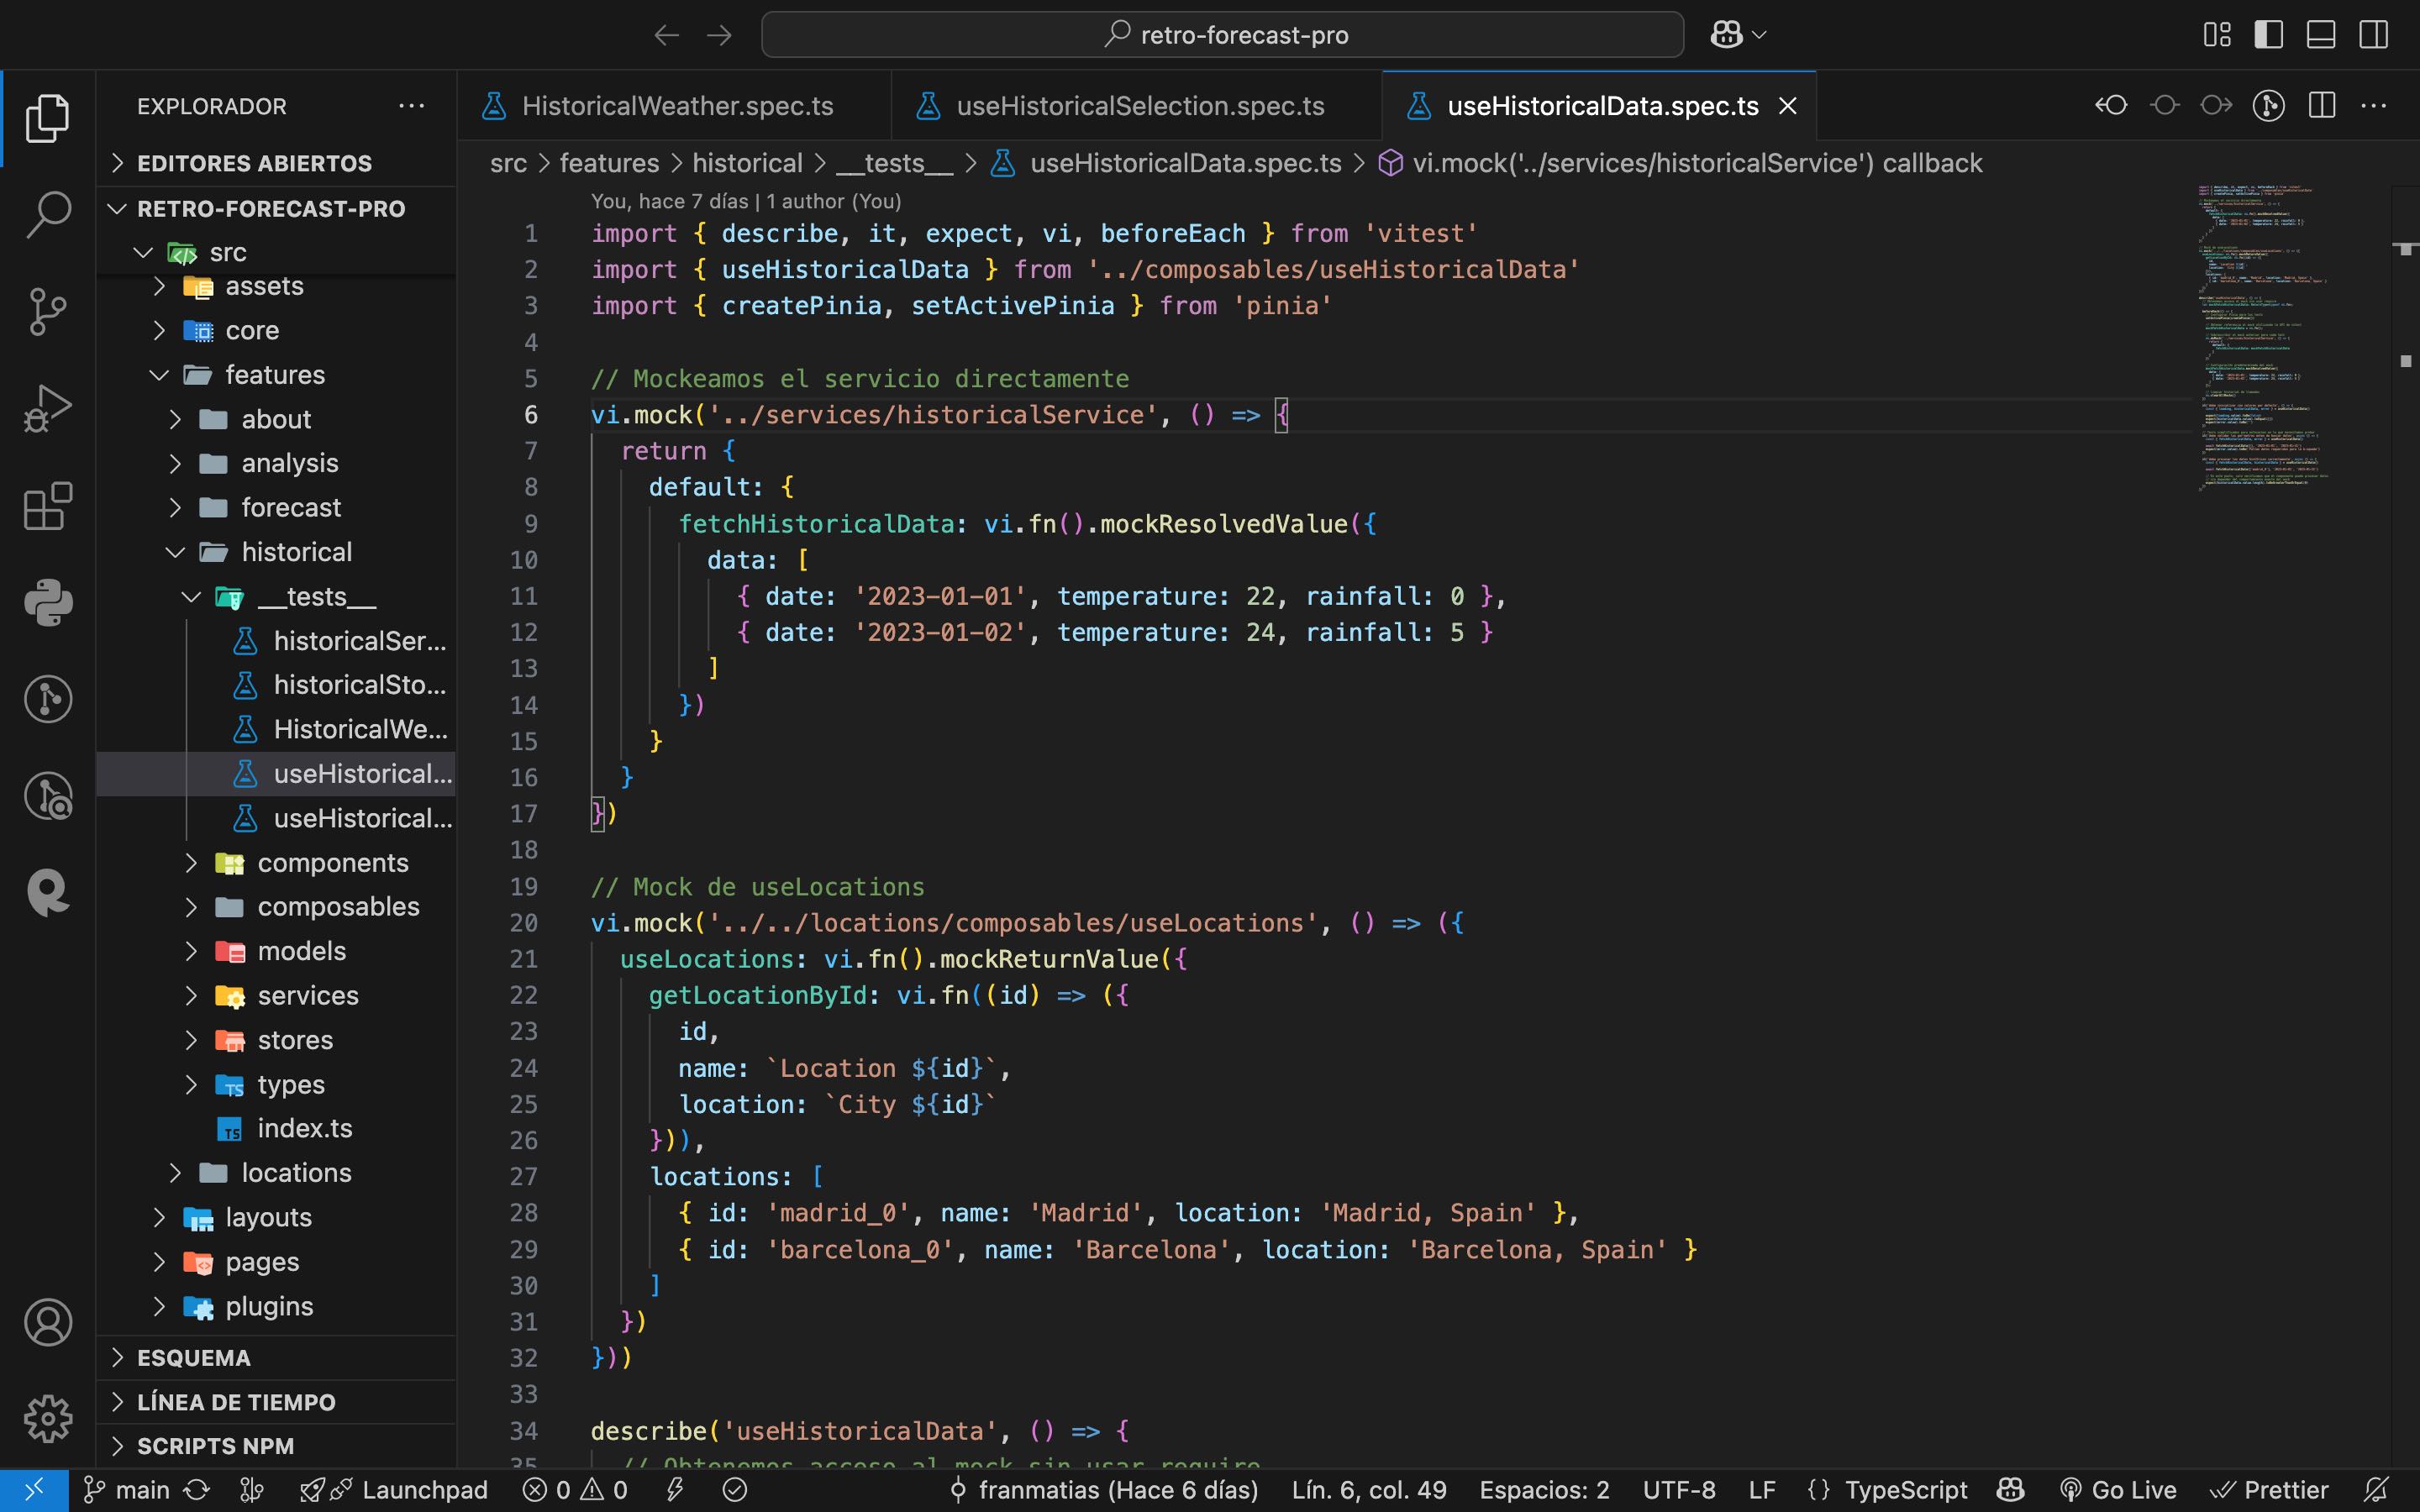 retro-forecast-pro
EXPLORADOR
EDITORES ABIERTOS
RETRO-FORECAST-PRO
src
assets
core
features
about
analysis
forecast
historical
__tests__
historicalSer...
historicalSto...
HistoricalWe...
useHistorical...
useHistorical...
components
composables
models
services
stores
types
index.ts
locations
layouts
pages
plugins
ESQUEMA
LÍNEA DE TIEMPO
SCRIPTS NPM
HistoricalWeather.spec.ts useHistoricalSelection.spec.ts useHistoricalData.spec.ts
src > features > historical > __tests__ > useHistoricalData.spec.ts > vi.mock('../services/historicalService') callback
You, hace 7 días | 1 author (You)
1 import { describe, it, expect, vi, beforeEach } from 'vitest'
2 import { useHistoricalData } from '../composables/useHistoricalData'
3 import { createPinia, setActivePinia } from 'pinia'
4
5 // Mockeamos el servicio directamente
6 vi.mock('../services/historicalService', () => {
7 return {
8 default: {
9 fetchHistoricalData: vi.fn().mockResolvedValue({
10 data: [
11 { date: '2023-01-01', temperature: 22, rainfall: 0 },
12 { date: '2023-01-02', temperature: 24, rainfall: 5 }
13 ]
14 })
15 }
16 }
17 })
18
19 // Mock de useLocations
20 vi.mock('../../locations/composables/useLocations', () => ({
21 useLocations: vi.fn().mockReturnValue({
22 getLocationById: vi.fn((id) => ({
23 id,
24 name: `Location ${id}`,
25 location: `City ${id}`
26 })),
27 locations: [
28 { id: 'madrid_0', name: 'Madrid', location: 'Madrid, Spain' },
29 { id: 'barcelona_0', name: 'Barcelona', location: 'Barcelona, Spain' }
30 ]
31 })
32 }))
33
34 describe('useHistoricalData', () => {
35 // Obtenemos acceso al mock sin usar require
main Launchpad 0 0 franmatias (Hace 6 días) Lín. 6, col. 49 Espacios: 2 UTF-8 LF {} TypeScript Go Live Prettier